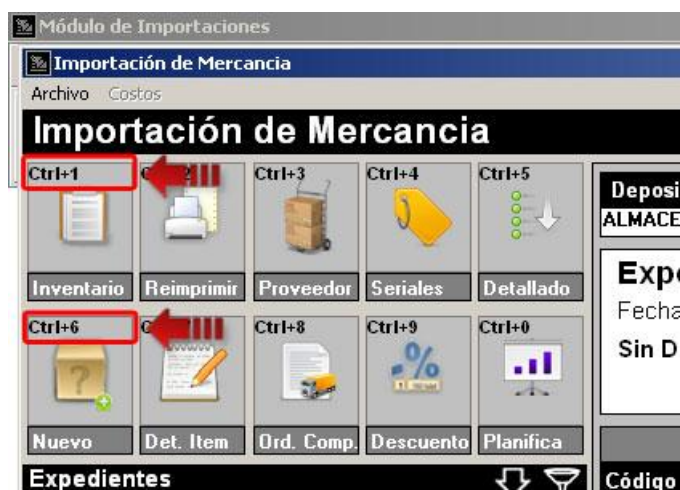 Módulo de Importaciones
Importación de Mercancia
Archivo Costos
Importación de Mercancia
Ctrl+1 Ctrl+3 Ctrl+4 Ctrl+5
Inventario Reimprimir Proveedor Seriales Detallado
Ctrl+6 Ctrl+8 Ctrl+9 Ctrl+0
Nuevo Det. Item Ord. Comp. Descuento Planifica
Expedientes
Deposi
ALMACE
Expe
Fecha
Sin D
Código